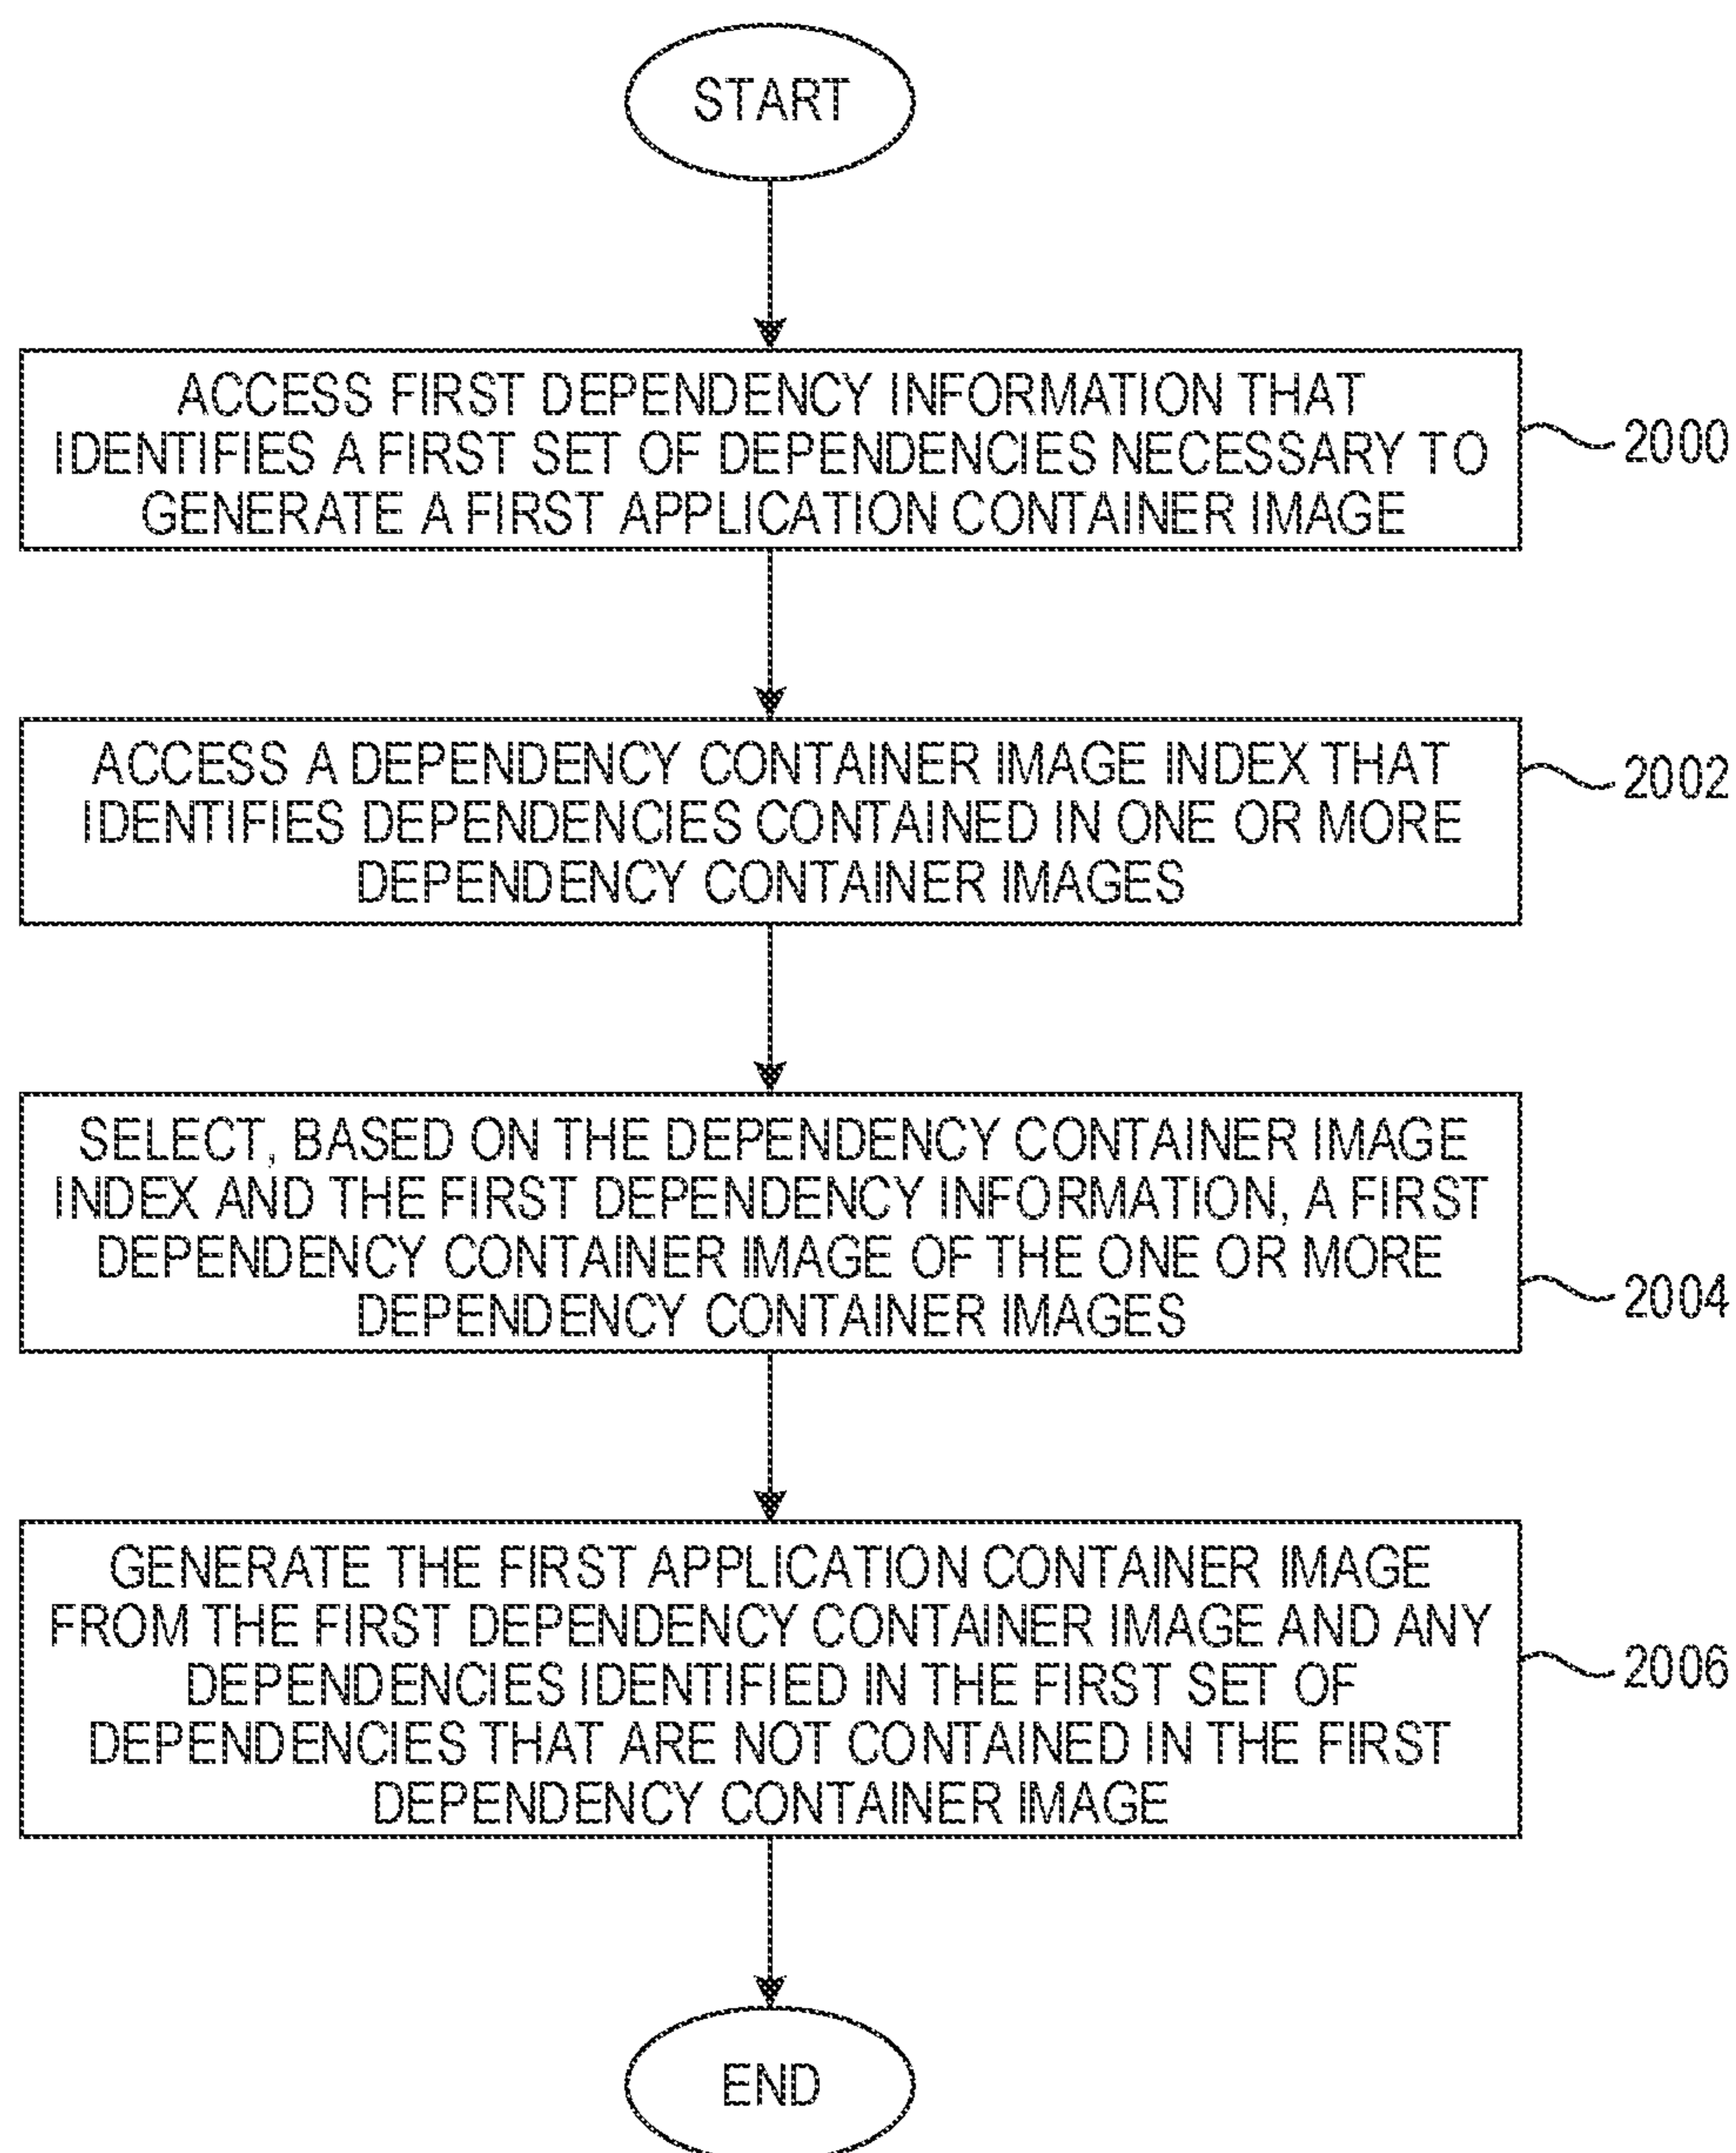 START
ACCESS FIRST DEPENDENCY INFORMATION THAT
IDENTIFIES A FIRST SET OF DEPENDENCIES NECESSARY TO
GENERATE A FIRST APPLICATION CONTAINER IMAGE
2000
ACCESS A DEPENDENCY CONTAINER IMAGE INDEX THAT
IDENTIFIES DEPENDENCIES CONTAINED IN ONE OR MORE
DEPENDENCY CONTAINER IMAGES
2002
SELECT, BASED ON THE DEPENDENCY CONTAINER IMAGE
INDEX AND THE FIRST DEPENDENCY INFORMATION, A FIRST
DEPENDENCY CONTAINER IMAGE OF THE ONE OR MORE
DEPENDENCY CONTAINER IMAGES
2004
GENERATE THE FIRST APPLICATION CONTAINER IMAGE
FROM THE FIRST DEPENDENCY CONTAINER IMAGE AND ANY
DEPENDENCIES IDENTIFIED IN THE FIRST SET OF
DEPENDENCIES THAT ARE NOT CONTAINED IN THE FIRST
DEPENDENCY CONTAINER IMAGE
2006
END